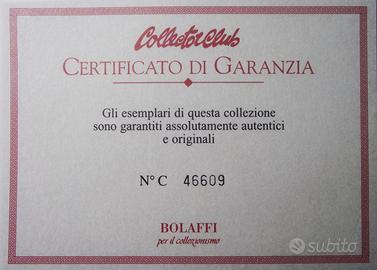 Collector Club
CERTIFICATO DI GARANZIA
Gli esemplari di questa collezione
sono garantiti assolutamente autentici
e originali
N° C 46609
BOLAFFI
per il collezionismo
subito